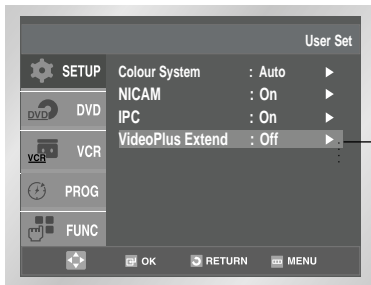 User Set
SETUP
Colour System : Auto ►
NICAM : On ►
DVD DVD
IPC : On ►
VideoPlus Extend : Off ►
VCR VCR
PROG
FUNC
OK RETURN MENU